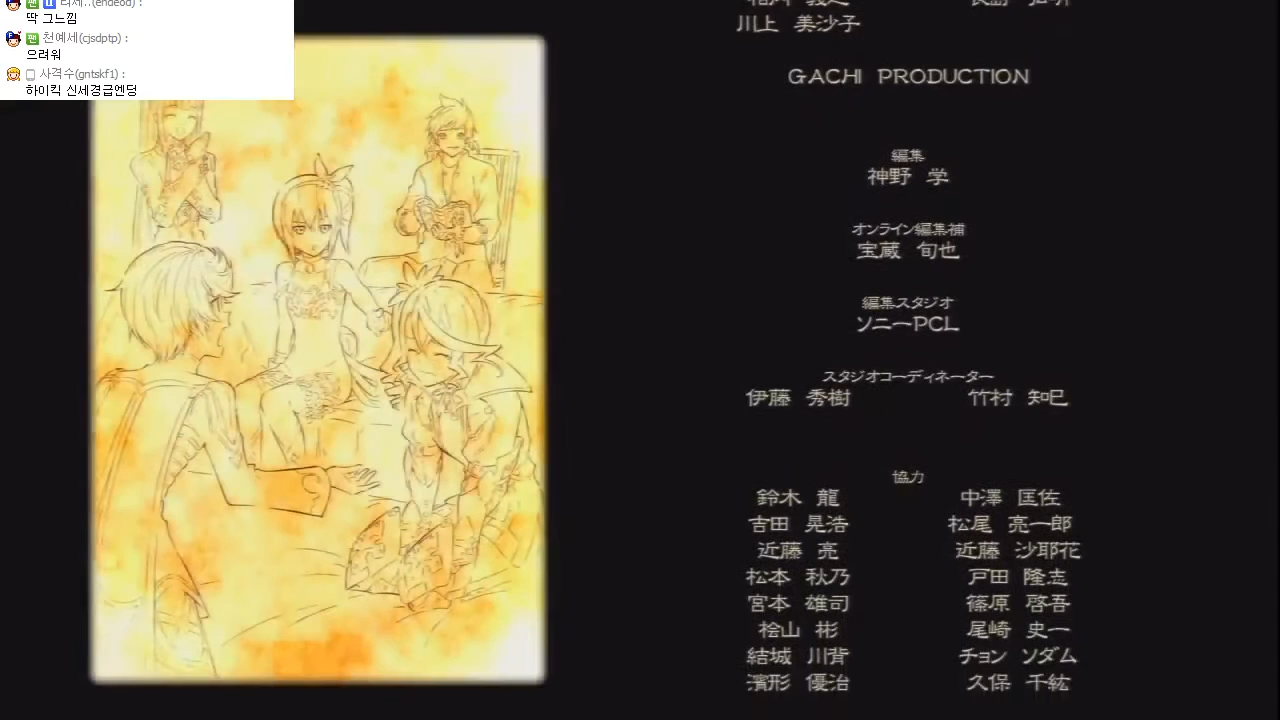 리세..(endeod) :
딱 그느낌
팬 천예세(cjsdptp) :
으려워
사격수(gntskf1) :
하이킥 신세경급엔딩
川上 美沙子
GACHI PRODUCTION
編集
神野 学
オンライン編集補
宝蔵 旬也
編集スタジオ
ソニーPCL
スタジオコーディネーター
伊藤 秀樹 竹村 知巳
協力
鈴木 龍 中澤 匡佐
吉田 晃浩 松尾 亮一郎
近藤 亮 近藤 沙耶花
松本 秋乃 戸田 隆志
宮本 雄司 篠原 啓吾
桧山 彬 尾崎 史一
結城 川背 チョン ソダム
濱形 優治 久保 千紘